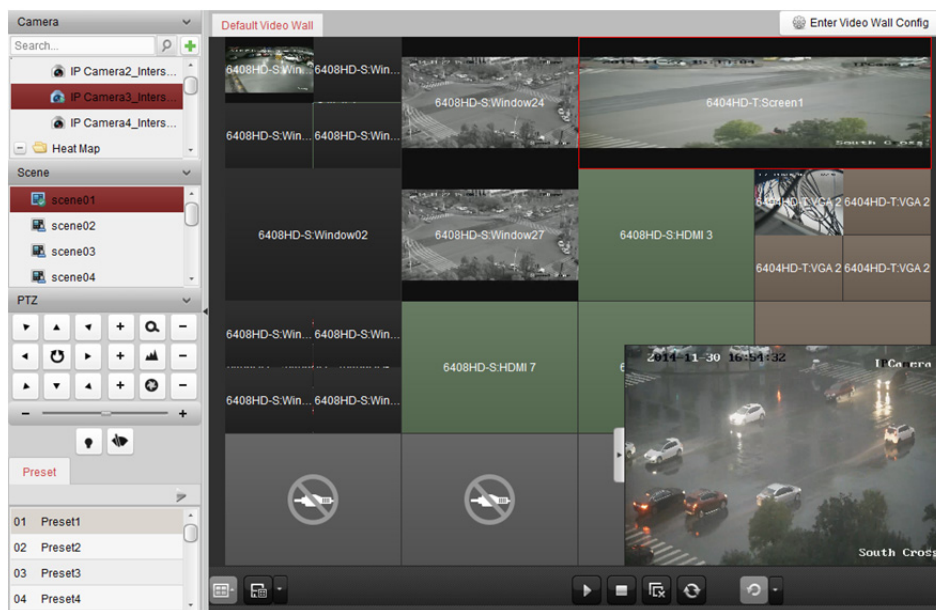 Camera
Default Video Wall
Enter Video Wall Config
Search...
IP Camera2_Inters...
IP Camera3_Inters...
IP Camera4_Inters...
Heat Map
Scene
scene01
scene02
scene03
scene04
PTZ
Preset
01 Preset1
02 Preset2
03 Preset3
04 Preset4
6408HD-S:Win... 6408HD-S:Win...
6408HD-S:Window24
6404HD-T:Screen1
6408HD-S:Win... 6408HD-S:Win...
South Cross
6408HD-S:Window02
6408HD-S:Window27
6408HD-S:HDMI 3
6404HD-T:VGA 2 6404HD-T:VGA 2
6404HD-T:VGA 2 6404HD-T:VGA 2
6408HD-S:Win... 6408HD-S:Win...
6408HD-S:HDMI 7
6408HD-S:Win... 6408HD-S:Win...
2014-11-30 16:54:32
IPCamera
South Cross